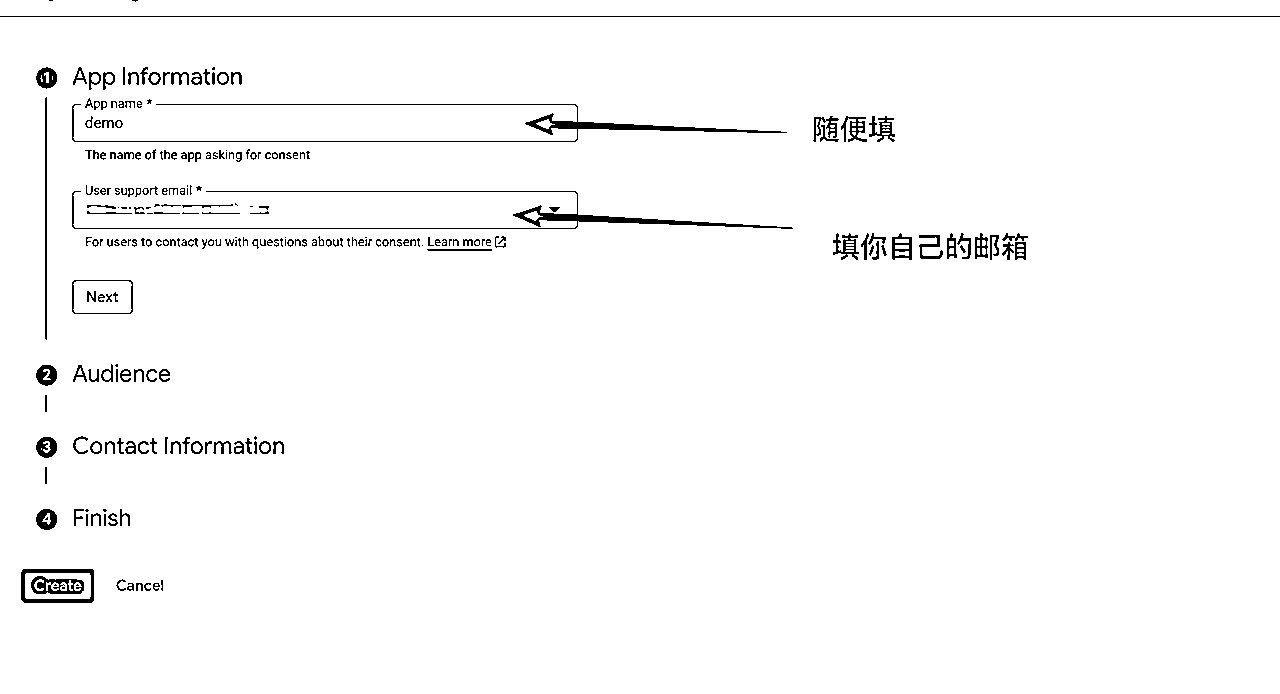 1 App Information
App name *
demo
随便填
The name of the app asking for consent
User support email *
填你自己的邮箱
For users to contact you with questions about their consent. Learn more
Next
2 Audience
3 Contact Information
4 Finish
Create Cancel